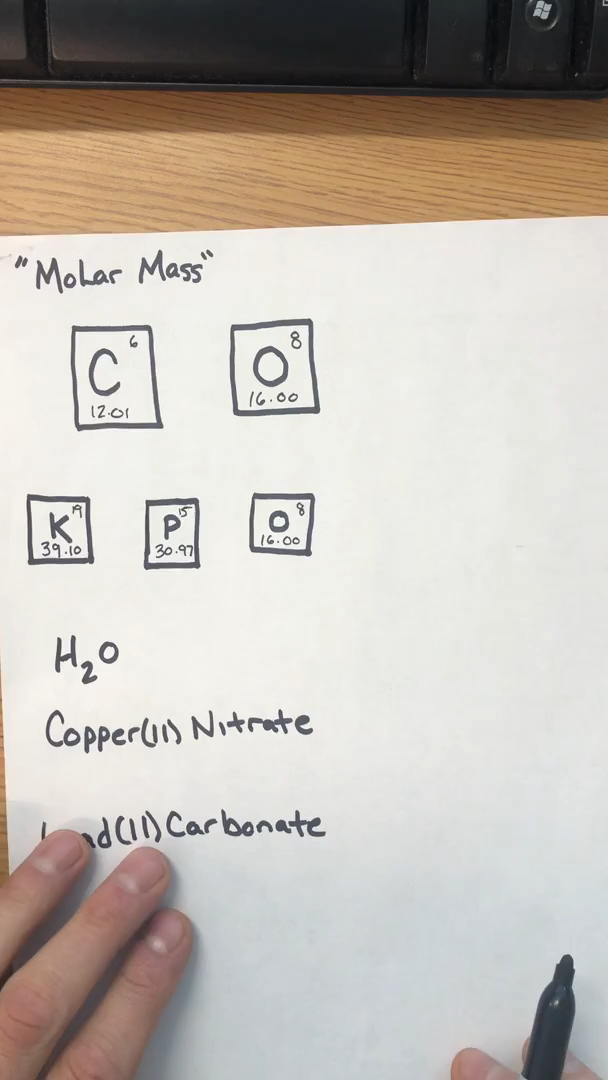 "Molar Mass"
6 8
C O
12.01 16.00
19 15 8
K P O
39.10 30.97 16.00
H₂O
Copper(II) Nitrate
Carbonate